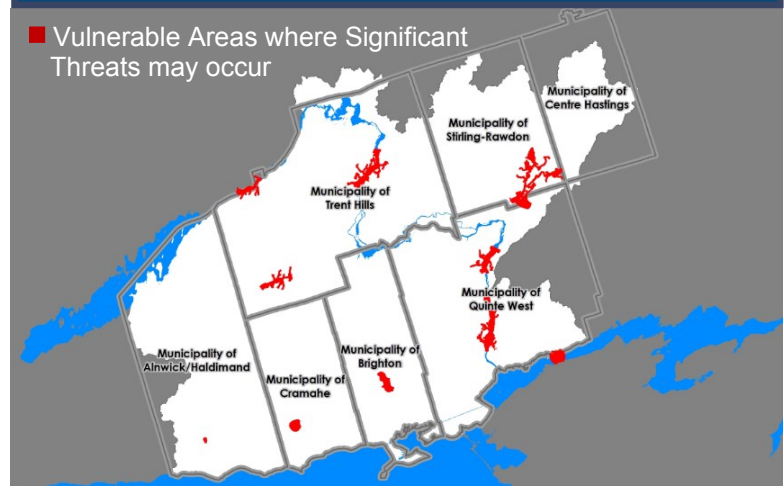 Vulnerable Areas where Significant
Threats may occur
Municipality of
Centre Hastings
Municipality of
Stirling-Rawdon
Municipality of
Trent Hills
Municipality of
Quinte West
Municipality of
Alnwick/Haldimand
Municipality of
Brighton
Municipality of
Cramahe